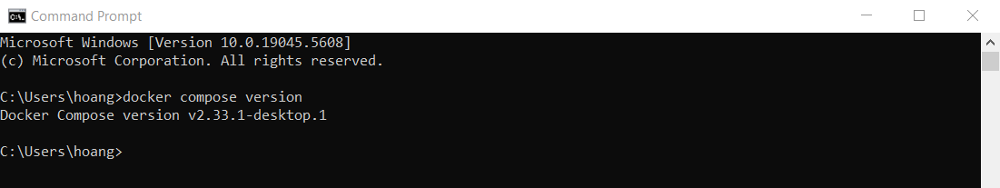 Command Prompt
Microsoft Windows [Version 10.0.19045.5608]
(c) Microsoft Corporation. All rights reserved.
C:\Users\hoang>docker compose version
Docker Compose version v2.33.1-desktop.1
C:\Users\hoang>